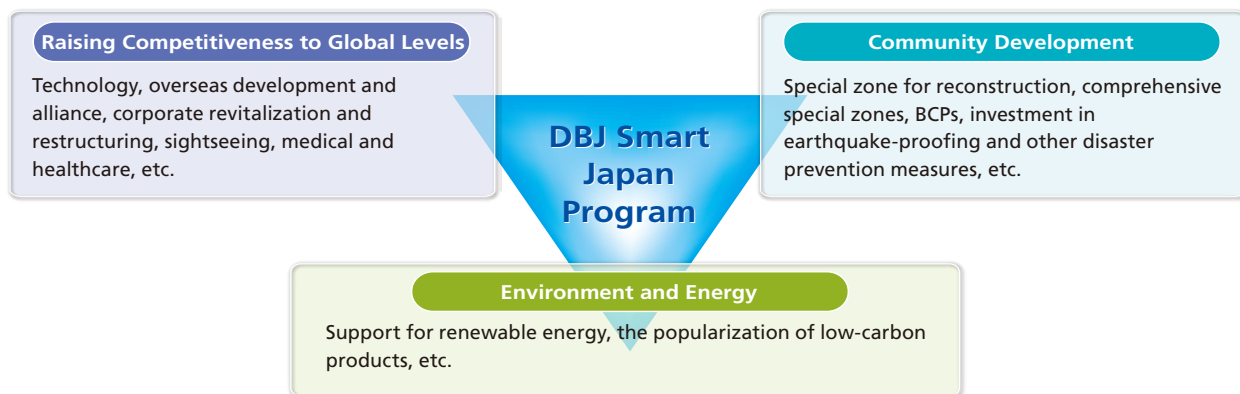 Raising Competitiveness to Global Levels
Technology, overseas development and
alliance, corporate revitalization and
restructuring, sightseeing, medical and
healthcare, etc.
DBJ Smart
Japan
Program
Community Development
Special zone for reconstruction, comprehensive
special zones, BCPs, investment in
earthquake-proofing and other disaster
prevention measures, etc.
Environment and Energy
Support for renewable energy, the popularization of low-carbon
products, etc.